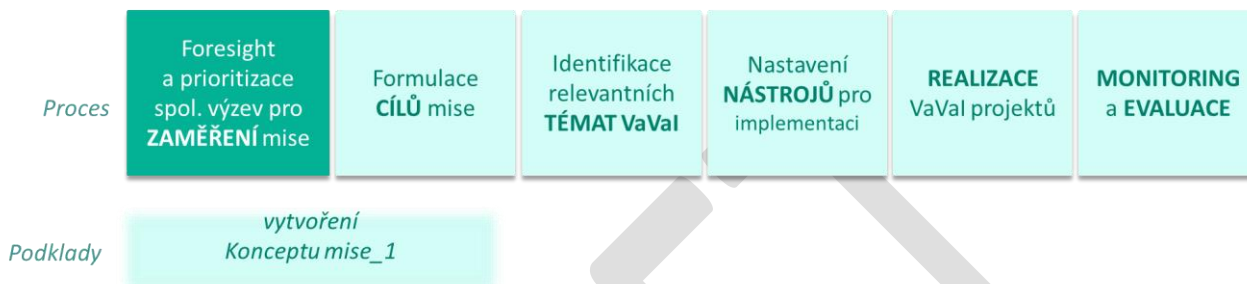 Proces
Foresight
a prioritizace
spol. výzev pro
ZAMĚŘENÍ mise
Formulace
CÍLŮ mise
Identifikace
relevantních
TÉMAT VaVaI
Nastavení
NÁSTROJŮ pro
implementaci
REALIZACE
VaVaI projektů
MONITORING
a EVALUACE
Podklady
vytvoření
Konceptu mise_1